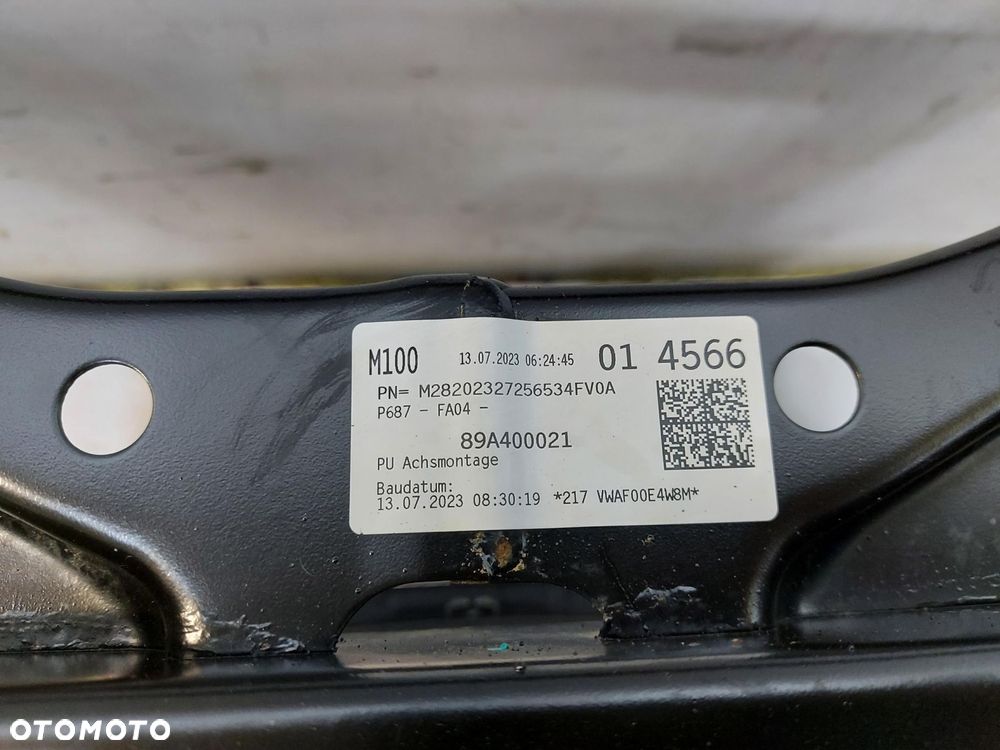 M100 13.07.2023 06:24:45 01 4566
PN= M28202327256534FV0A
P687 - FA04 -
89A400021
PU Achsmontage
Baudatum:
13.07.2023 08:30:19 *217 VWAF00E4W8M*
OTOMOTO